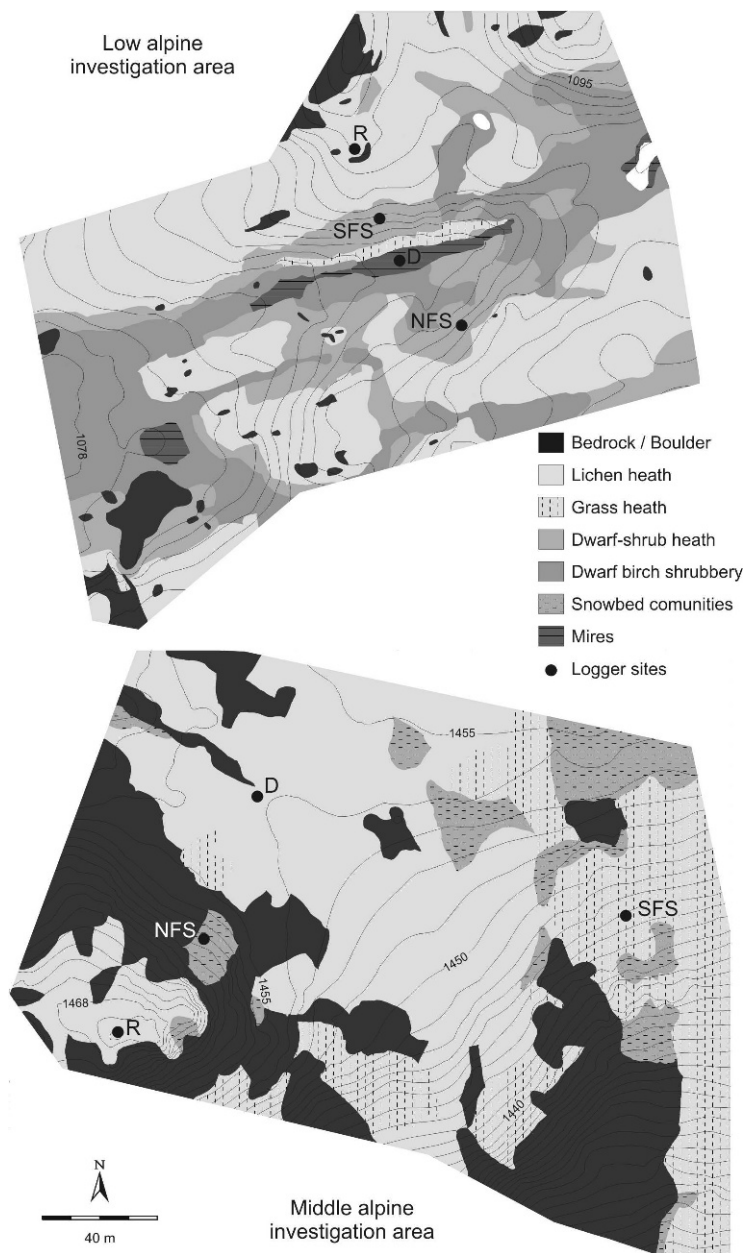 Low alpine
investigation area
1095
R
SFS
D
NFS
1078
Bedrock / Boulder
Lichen heath
Grass heath
Dwarf-shrub heath
Dwarf birch shrubbery
Snowbed comunities
Mires
Logger sites
1455
D
SFS
NFS
1450
1455
1468
R
1440
N
40 m
Middle alpine
investigation area